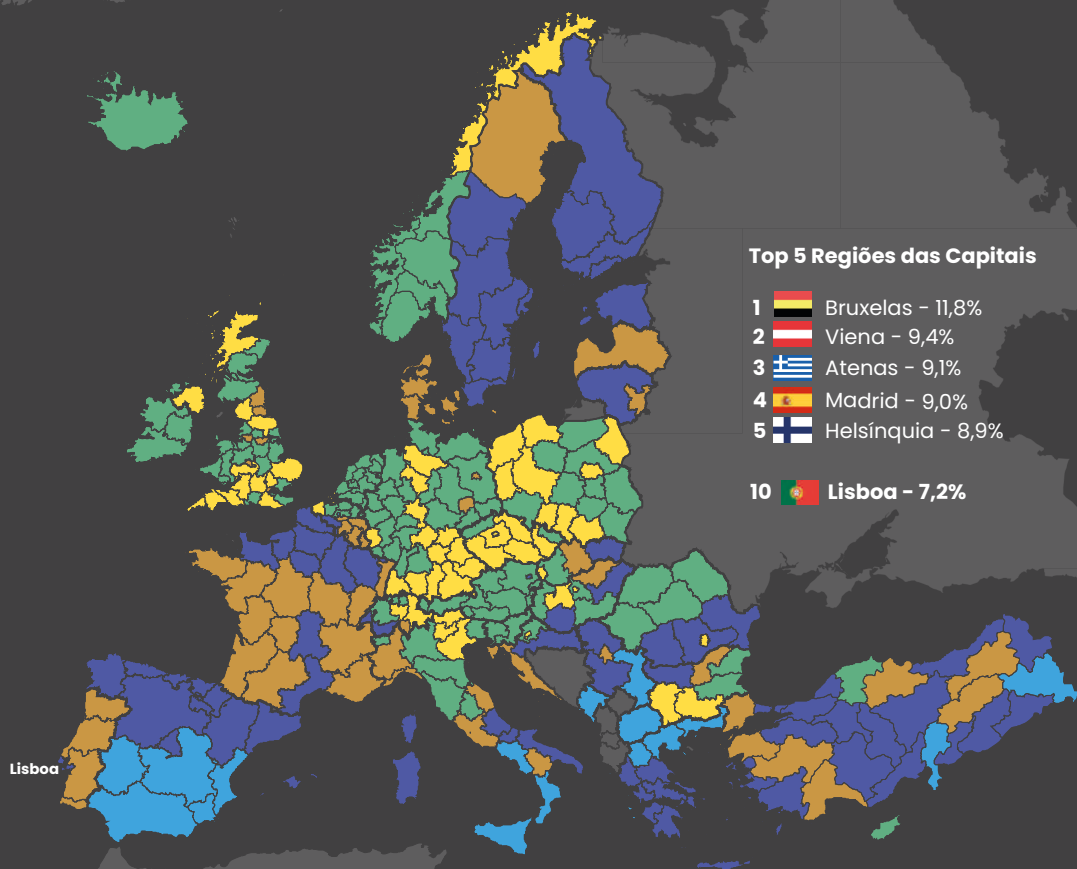 Top 5 Regiões das Capitais
1 Bruxelas - 11,8%
2 Viena - 9,4%
3 Atenas - 9,1%
4 Madrid - 9,0%
5 Helsínquia - 8,9%
10 Lisboa - 7,2%
Lisboa